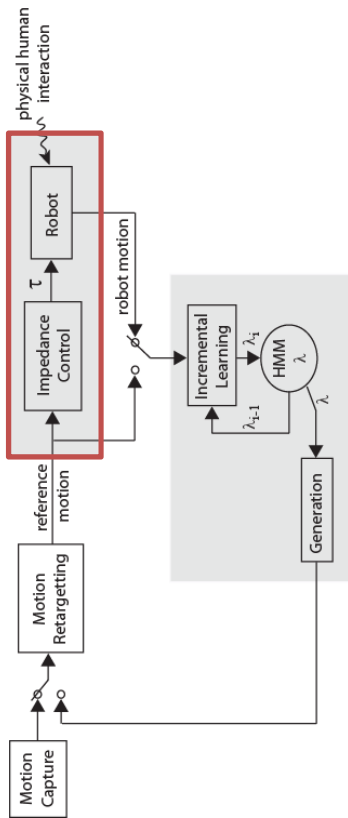 Motion
Capture
Motion
Retargetting
reference
motion
Impedance
Control
τ
Robot
physical human
interaction
robot motion
Incremental
Learning
λi
λi-1
HMM
λ
λ
Generation